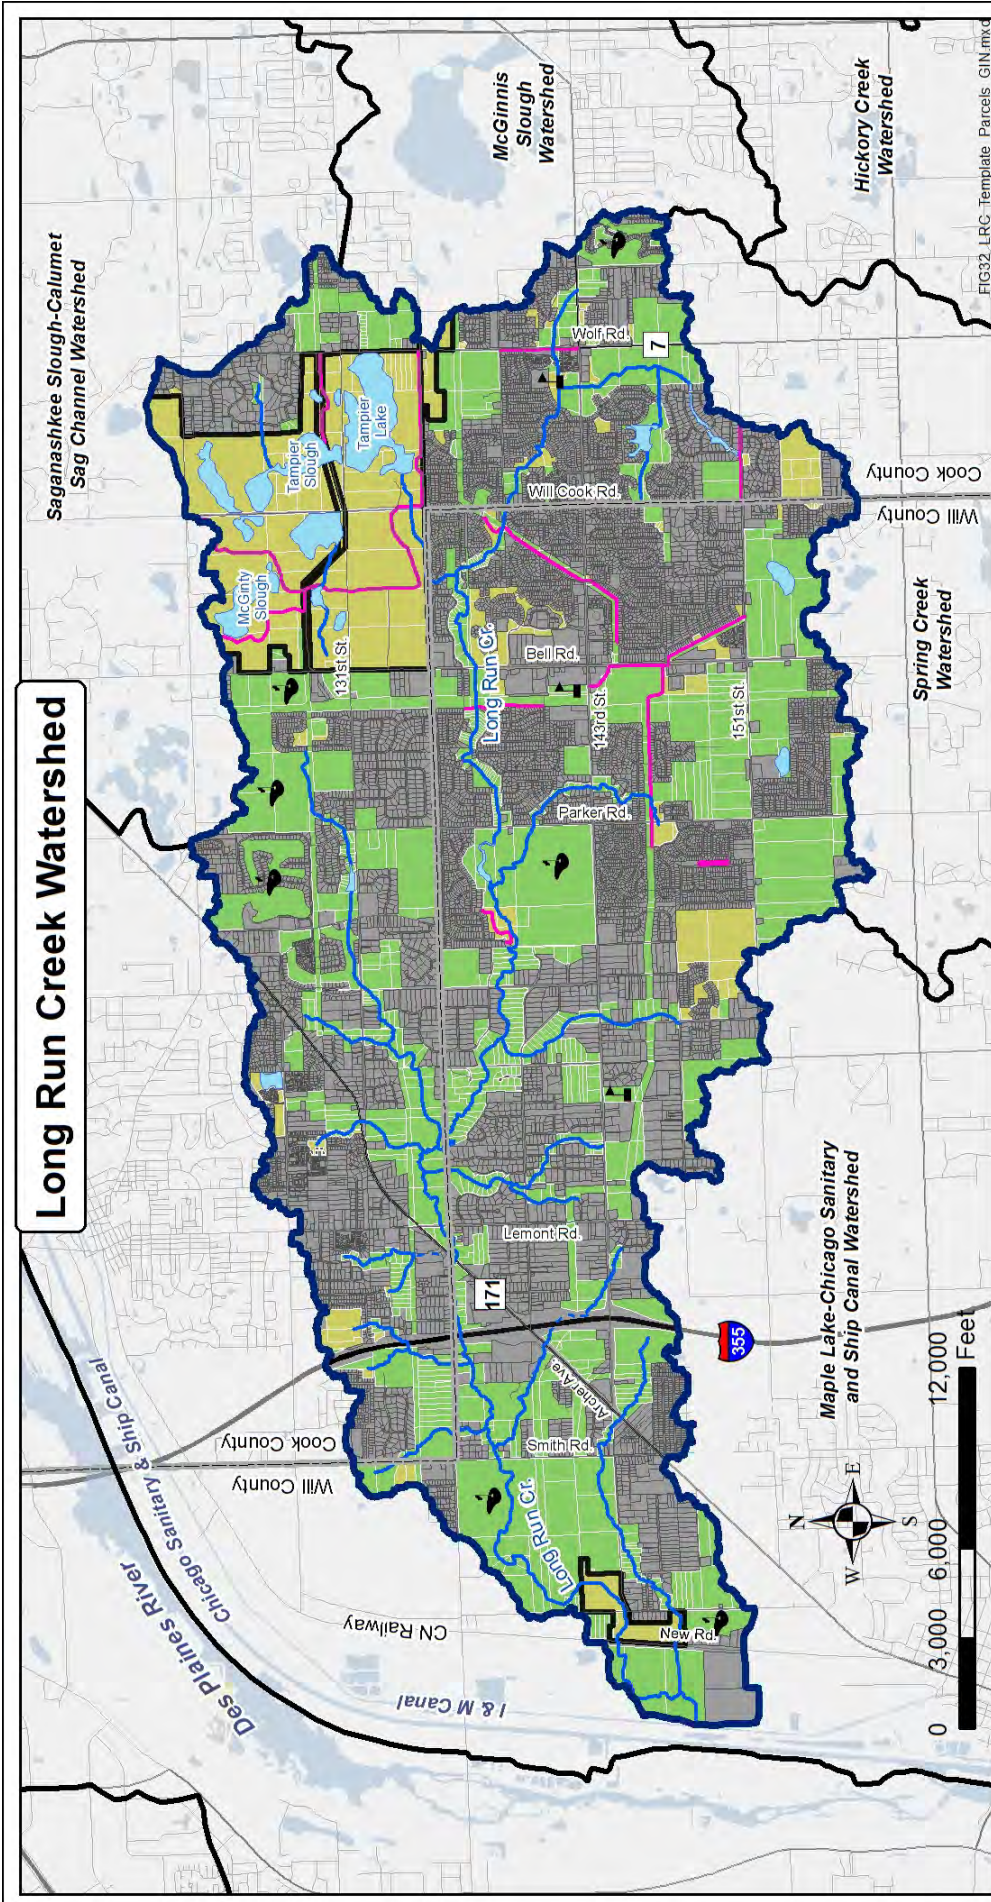 Long Run Creek Watershed
Saganashkee Slough-Calumet
Sag Channel Watershed
McGinnis
Slough
Watershed
Hickory Creek
Watershed
Spring Creek
Watershed
Maple Lake-Chicago Sanitary
and Ship Canal Watershed
Des Plaines River
Chicago Sanitary & Ship Canal
I & M Canal
CN Railway
Cook County
Will County
Cook County
Will County
McGinty
Slough
Tampier
Slough
Tampier
Lake
131st St.
Long Run Cr.
Long Run Cr.
Wolf Rd.
7
Will Cook Rd.
Bell Rd.
143rd St.
151st St.
Parker Rd.
Lemont Rd.
171
355
Archer Ave.
Smith Rd.
New Rd.
N
W
E
S
0 3,000 6,000 12,000
Feet
FIG32_LRC_Template_Parcels_GIN.mxd